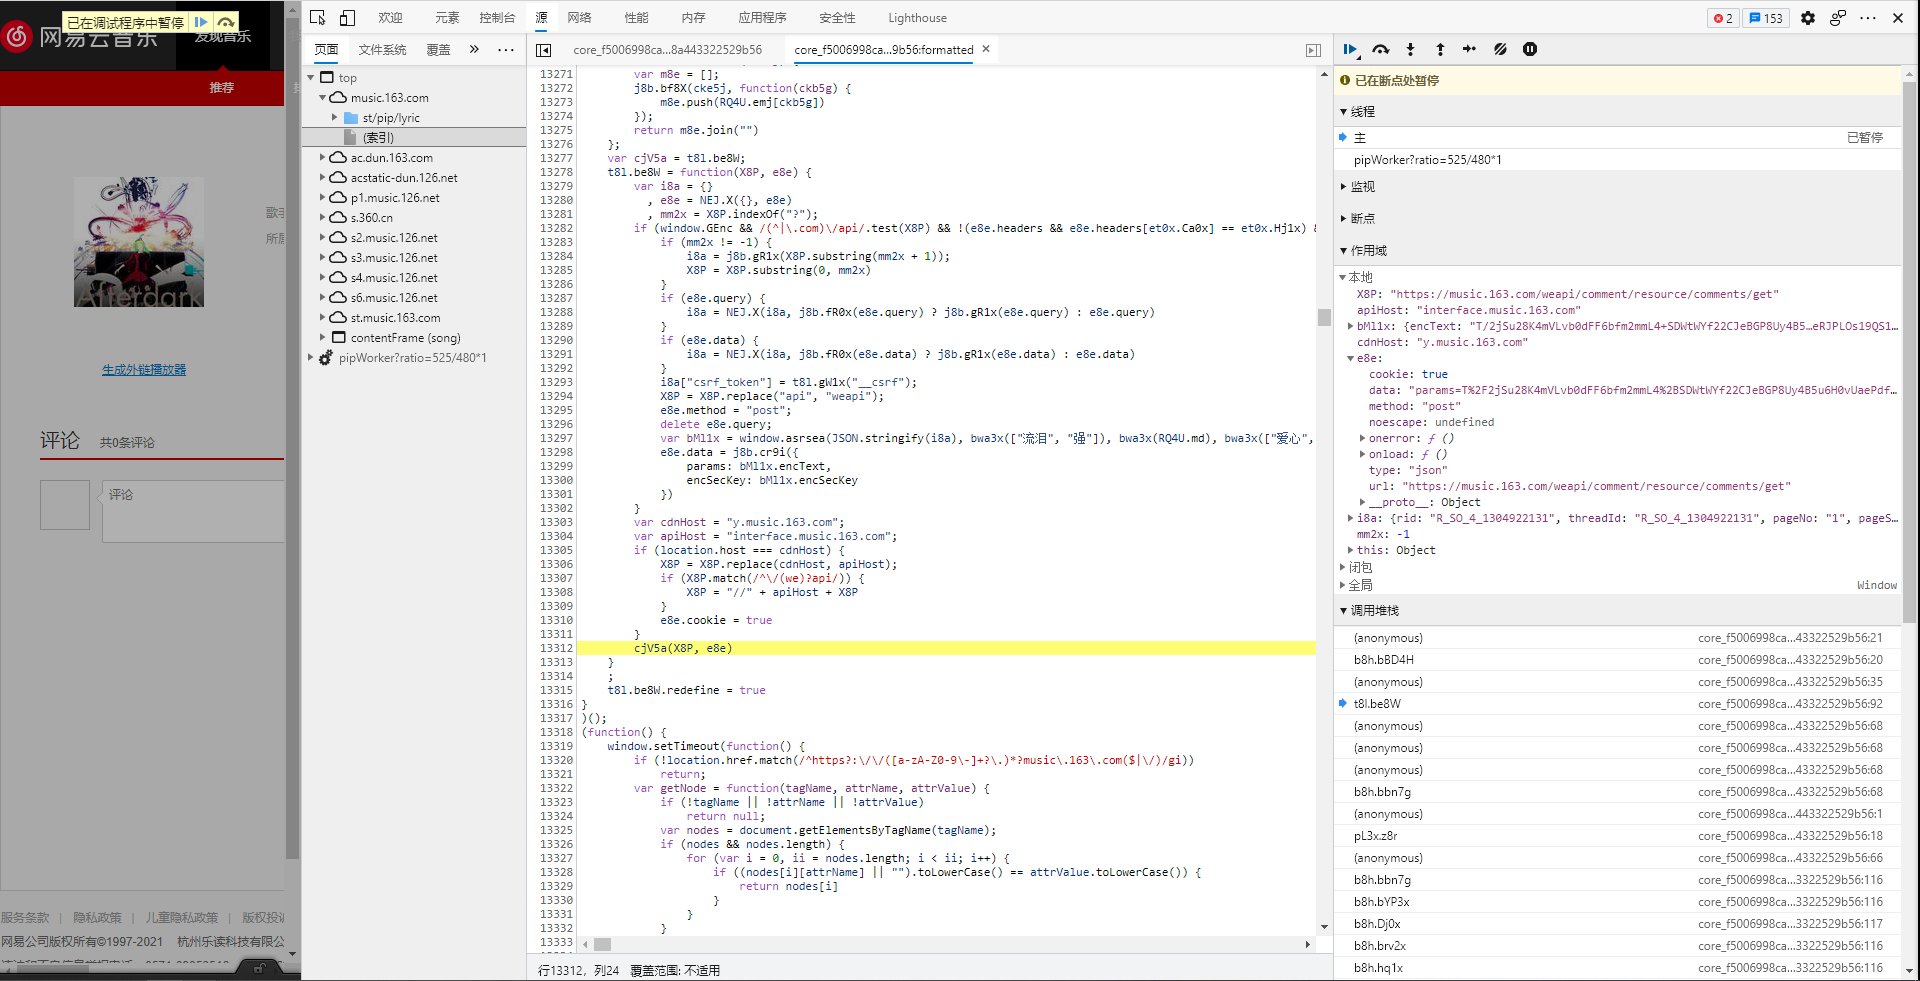 已在调试程序中暂停
网易云音乐
发现音乐
推荐
Afterdark
生成外链播放器
评论 共0条评论
评论
服务条款 | 隐私政策 | 儿童隐私政策 | 版权投诉
网易公司版权所有©1997-2021 杭州乐读科技有限公
欢迎 元素 控制台 源 网络 性能 内存 应用程序 安全性 Lighthouse 2 153
页面 文件系统 覆盖
top
music.163.com
st/pip/lyric
(索引)
ac.dun.163.com
acstatic-dun.126.net
p1.music.126.net
s.360.cn
s2.music.126.net
s3.music.126.net
s4.music.126.net
s6.music.126.net
st.music.163.com
contentFrame (song)
pipWorker?ratio=525/480*1
core_f5006998ca...8a443322529b56 core_f5006998ca...9b56:formatted ×
13271 var m8e = [];
13272 j8b.bf8X(cke5j, function(ckb5g) {
13273 m8e.push(RQ4U.emj[ckb5g])
13274 });
13275 return m8e.join("")
13276 };
13277 var cjV5a = t8l.be8W;
13278 t8l.be8W = function(X8P, e8e) {
13279 var i8a = {}
13280 , e8e = NEJ.X({}, e8e)
13281 , mm2x = X8P.indexOf("?");
13282 if (window.GEnc && /(^|\.com)\/api/.test(X8P) && !(e8e.headers && e8e.headers[et0x.Ca0x] == et0x.Hj1x) &
13283 if (mm2x != -1) {
13284 i8a = j8b.gR1x(X8P.substring(mm2x + 1));
13285 X8P = X8P.substring(0, mm2x)
13286 }
13287 if (e8e.query) {
13288 i8a = NEJ.X(i8a, j8b.fR0x(e8e.query) ? j8b.gR1x(e8e.query) : e8e.query)
13289 }
13290 if (e8e.data) {
13291 i8a = NEJ.X(i8a, j8b.fR0x(e8e.data) ? j8b.gR1x(e8e.data) : e8e.data)
13292 }
13293 i8a["csrf_token"] = t8l.gW1x("__csrf");
13294 X8P = X8P.replace("api", "weapi");
13295 e8e.method = "post";
13296 delete e8e.query;
13297 var bMl1x = window.asrsea(JSON.stringify(i8a), bwa3x(["流泪", "强"]), bwa3x(RQ4U.md), bwa3x(["爱心",
13298 e8e.data = j8b.cr9i({
13299 params: bMl1x.encText,
13300 encSecKey: bMl1x.encSecKey
13301 })
13302 }
13303 var cdnHost = "y.music.163.com";
13304 var apiHost = "interface.music.163.com";
13305 if (location.host === cdnHost) {
13306 X8P = X8P.replace(cdnHost, apiHost);
13307 if (X8P.match(/^\/(we)?api/)) {
13308 X8P = "//" + apiHost + X8P
13309 }
13310 e8e.cookie = true
13311 }
13312 cjV5a(X8P, e8e)
13313 }
13314 ;
13315 t8l.be8W.redefine = true
13316 }
13317 )();
13318 (function() {
13319 window.setTimeout(function() {
13320 if (!location.href.match(/^https?:\/\/([a-zA-Z0-9\-]+?\.)*?music\.163\.com($|\/)/gi))
13321 return;
13322 var getNode = function(tagName, attrName, attrValue) {
13323 if (!tagName || !attrName || !attrValue)
13324 return null;
13325 var nodes = document.getElementsByTagName(tagName);
13326 if (nodes && nodes.length) {
13327 for (var i = 0, ii = nodes.length; i < ii; i++) {
13328 if ((nodes[i][attrName] || "").toLowerCase() == attrValue.toLowerCase()) {
13329 return nodes[i]
13330 }
13331 }
13332 }
13333
行13312，列24 覆盖范围: 不适用
已在断点处暂停
线程
主 已暂停
pipWorker?ratio=525/480*1
监视
断点
作用域
本地
X8P: "https://music.163.com/weapi/comment/resource/comments/get"
apiHost: "interface.music.163.com"
bMl1x: {encText: "T/2jSu28K4mVLvb0dFF6bfm2mmL4+SDWtWYf22CJeBGP8Uy4B5…eRJPLOs19QS1…
cdnHost: "y.music.163.com"
e8e:
cookie: true
data: "params=T%2F2jSu28K4mVLvb0dFF6bfm2mmL4%2BSDWtWYf22CJeBGP8Uy4B5u6H0vUaePdf…
method: "post"
noescape: undefined
onerror: ƒ ()
onload: ƒ ()
type: "json"
url: "https://music.163.com/weapi/comment/resource/comments/get"
__proto__: Object
i8a: {rid: "R_SO_4_1304922131", threadId: "R_SO_4_1304922131", pageNo: "1", pageS…
mm2x: -1
this: Object
闭包
全局 Window
调用堆栈
(anonymous) core_f5006998ca...43322529b56:21
b8h.bBD4H core_f5006998ca...43322529b56:20
(anonymous) core_f5006998ca...43322529b56:35
t8l.be8W core_f5006998ca...43322529b56:92
(anonymous) core_f5006998ca...43322529b56:68
(anonymous) core_f5006998ca...43322529b56:68
(anonymous) core_f5006998ca...43322529b56:68
b8h.bbn7g core_f5006998ca...43322529b56:68
(anonymous) core_f5006998ca...443322529b56:1
pL3x.z8r core_f5006998ca...43322529b56:18
(anonymous) core_f5006998ca...43322529b56:66
b8h.bbn7g core_f5006998ca...3322529b56:116
b8h.bYP3x core_f5006998ca...3322529b56:116
b8h.Dj0x core_f5006998ca...3322529b56:117
b8h.brv2x core_f5006998ca...3322529b56:116
b8h.hq1x core_f5006998ca...3322529b56:116